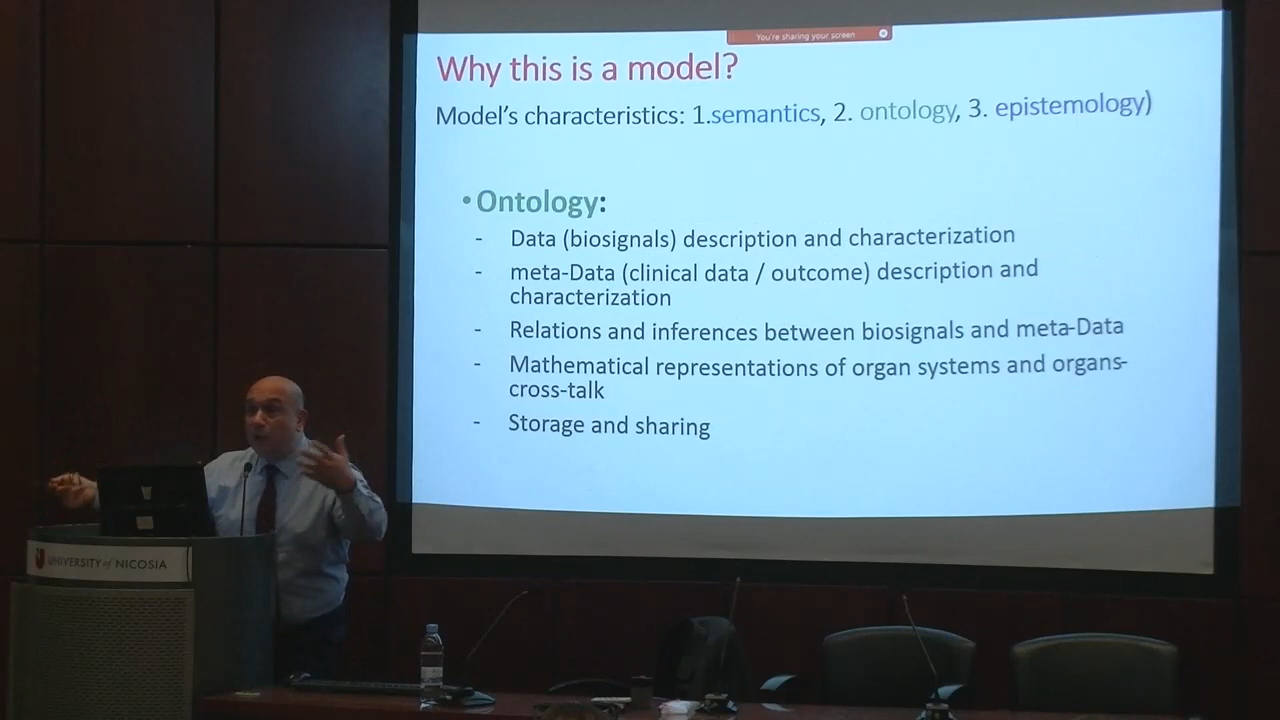 You're sharing your screen
Why this is a model?
Model's characteristics: 1.semantics, 2. ontology, 3. epistemology)
• Ontology:
- Data (biosignals) description and characterization
- meta-Data (clinical data / outcome) description and
characterization
- Relations and inferences between biosignals and meta-Data
- Mathematical representations of organ systems and organs-
cross-talk
- Storage and sharing
UNIVERSITY of NICOSIA